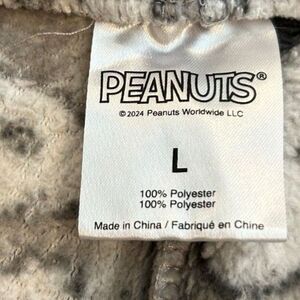 PEANUTS®
© 2024 Peanuts Worldwide LLC
L
100% Polyester
100% Polyester
Made in China / Fabriqué en Chine